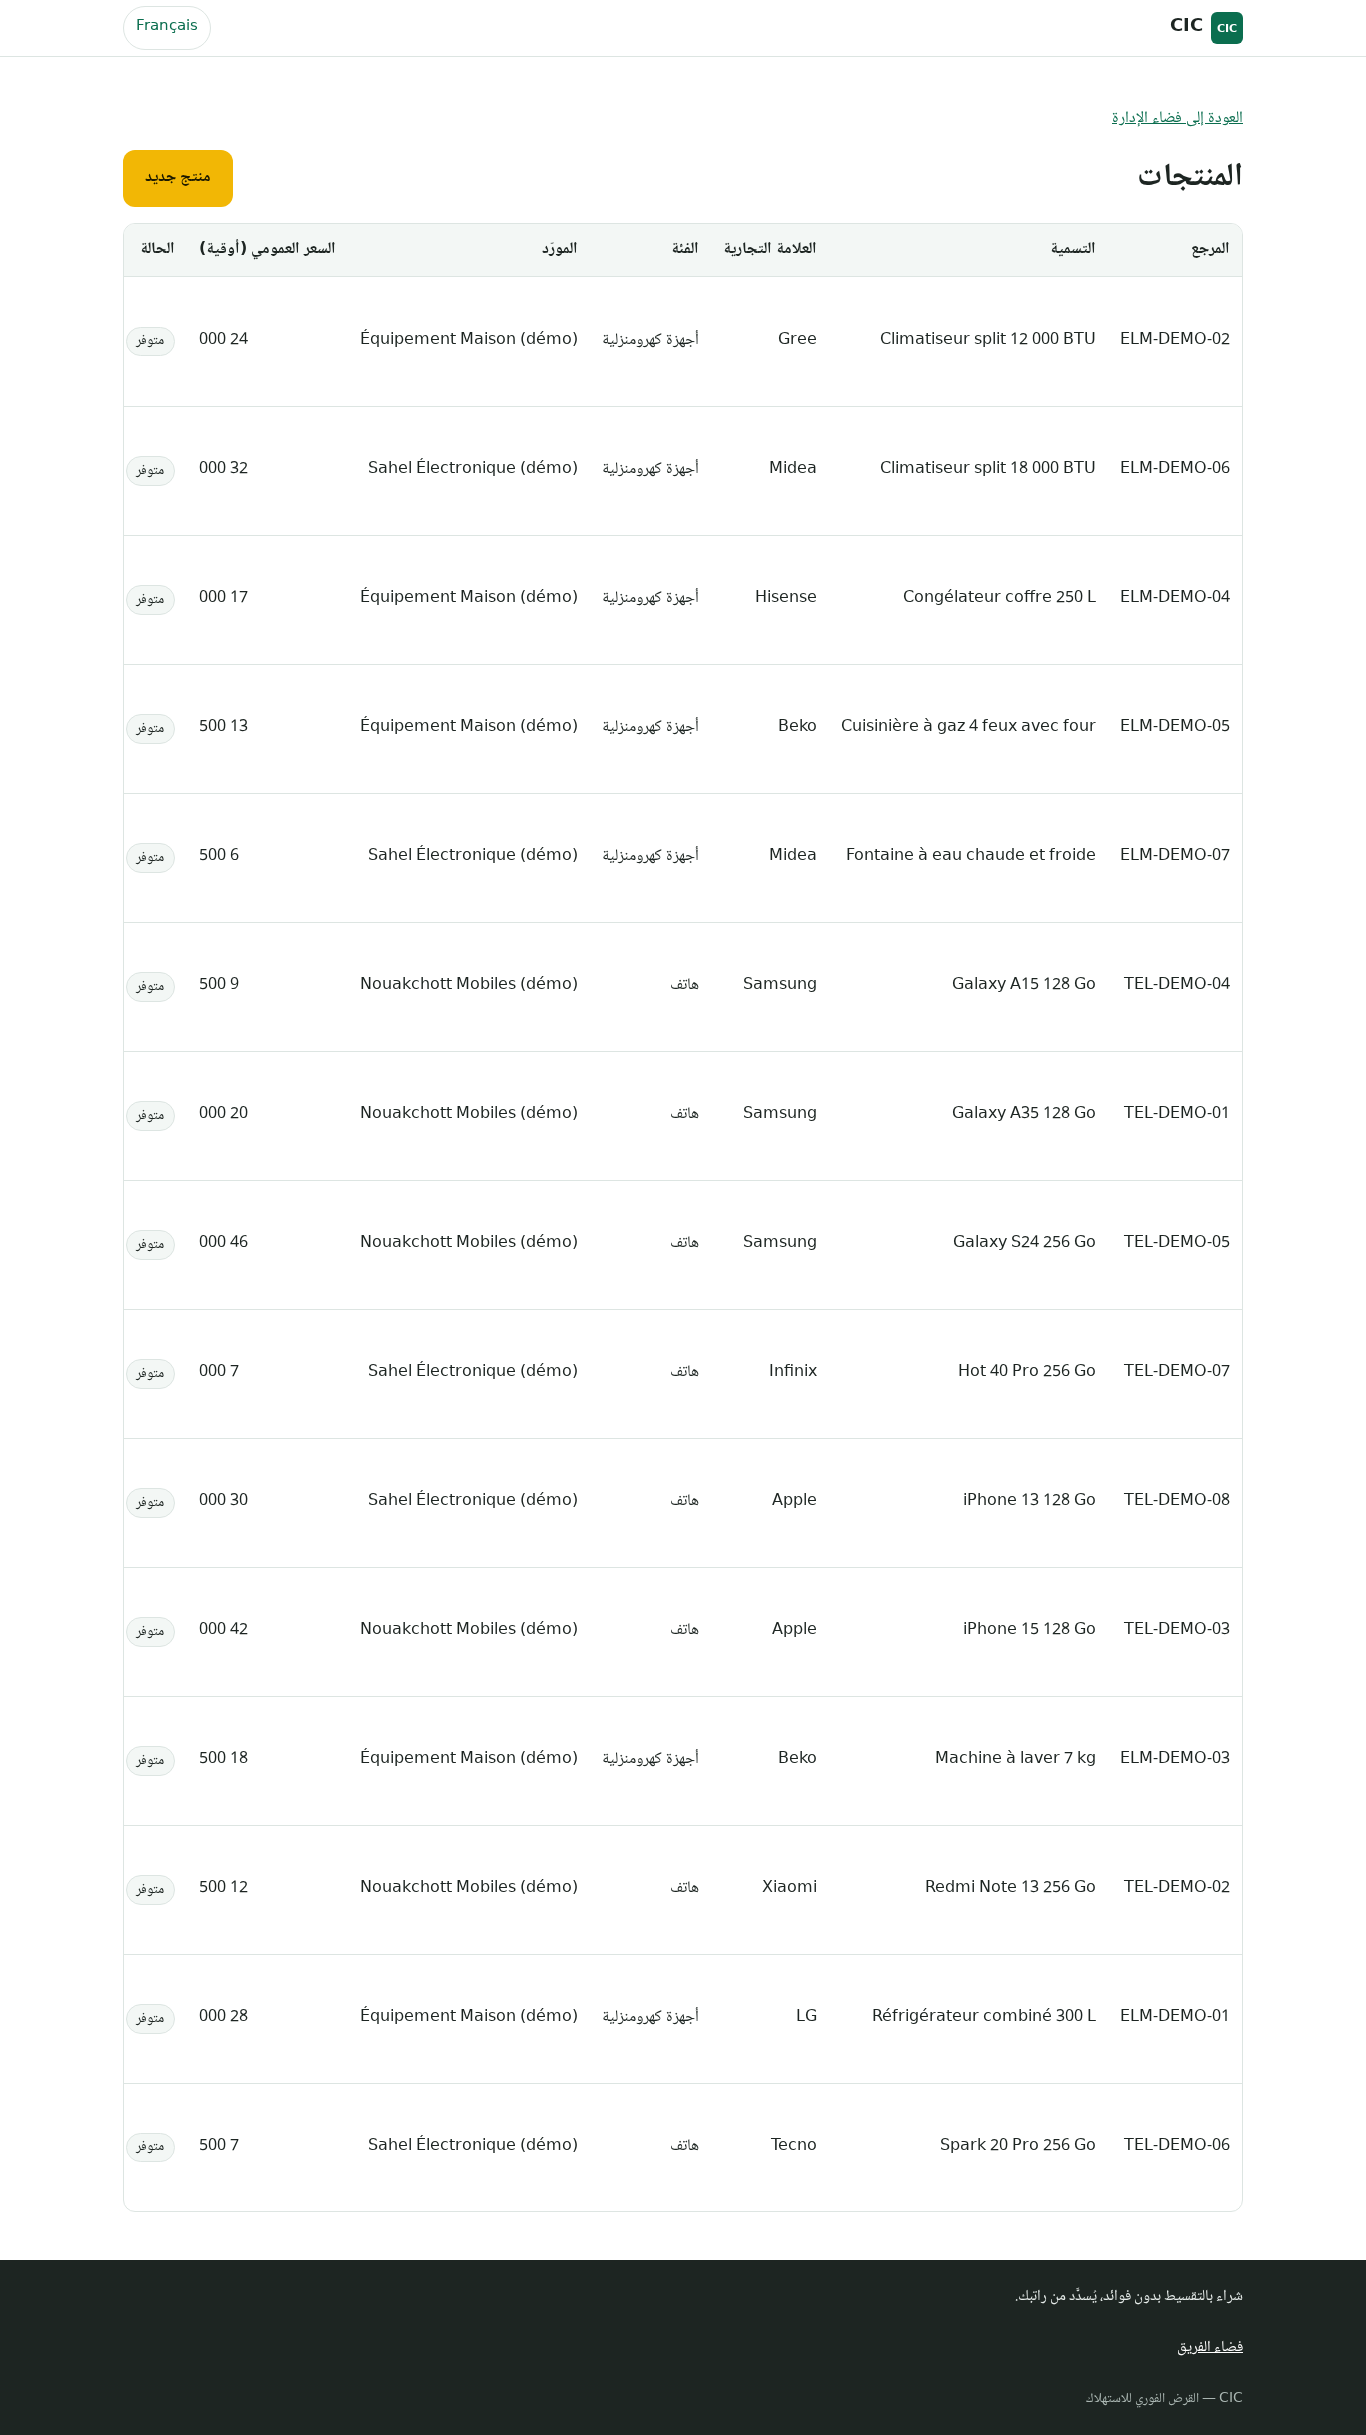 CIC CIC Français
العودة إلى فضاء الإدارة
المنتجات منتج جديد
المرجع التسمية العلامة التجارية الفئة المورّد السعر العمومي (أوقية) الحالة
ELM-DEMO-02 Climatiseur split 12 000 BTU Gree أجهزة كهرومنزلية Équipement Maison (démo) 24 000 متوفر
ELM-DEMO-06 Climatiseur split 18 000 BTU Midea أجهزة كهرومنزلية Sahel Électronique (démo) 32 000 متوفر
ELM-DEMO-04 Congélateur coffre 250 L Hisense أجهزة كهرومنزلية Équipement Maison (démo) 17 000 متوفر
ELM-DEMO-05 Cuisinière à gaz 4 feux avec four Beko أجهزة كهرومنزلية Équipement Maison (démo) 13 500 متوفر
ELM-DEMO-07 Fontaine à eau chaude et froide Midea أجهزة كهرومنزلية Sahel Électronique (démo) 6 500 متوفر
TEL-DEMO-04 Galaxy A15 128 Go Samsung هاتف Nouakchott Mobiles (démo) 9 500 متوفر
TEL-DEMO-01 Galaxy A35 128 Go Samsung هاتف Nouakchott Mobiles (démo) 20 000 متوفر
TEL-DEMO-05 Galaxy S24 256 Go Samsung هاتف Nouakchott Mobiles (démo) 46 000 متوفر
TEL-DEMO-07 Hot 40 Pro 256 Go Infinix هاتف Sahel Électronique (démo) 7 000 متوفر
TEL-DEMO-08 iPhone 13 128 Go Apple هاتف Sahel Électronique (démo) 30 000 متوفر
TEL-DEMO-03 iPhone 15 128 Go Apple هاتف Nouakchott Mobiles (démo) 42 000 متوفر
ELM-DEMO-03 Machine à laver 7 kg Beko أجهزة كهرومنزلية Équipement Maison (démo) 18 500 متوفر
TEL-DEMO-02 Redmi Note 13 256 Go Xiaomi هاتف Nouakchott Mobiles (démo) 12 500 متوفر
ELM-DEMO-01 Réfrigérateur combiné 300 L LG أجهزة كهرومنزلية Équipement Maison (démo) 28 000 متوفر
TEL-DEMO-06 Spark 20 Pro 256 Go Tecno هاتف Sahel Électronique (démo) 7 500 متوفر
شراء بالتقسيط بدون فوائد، يُسدَّد من راتبك.
فضاء الفريق
CIC — القرض الفوري للاستهلاك